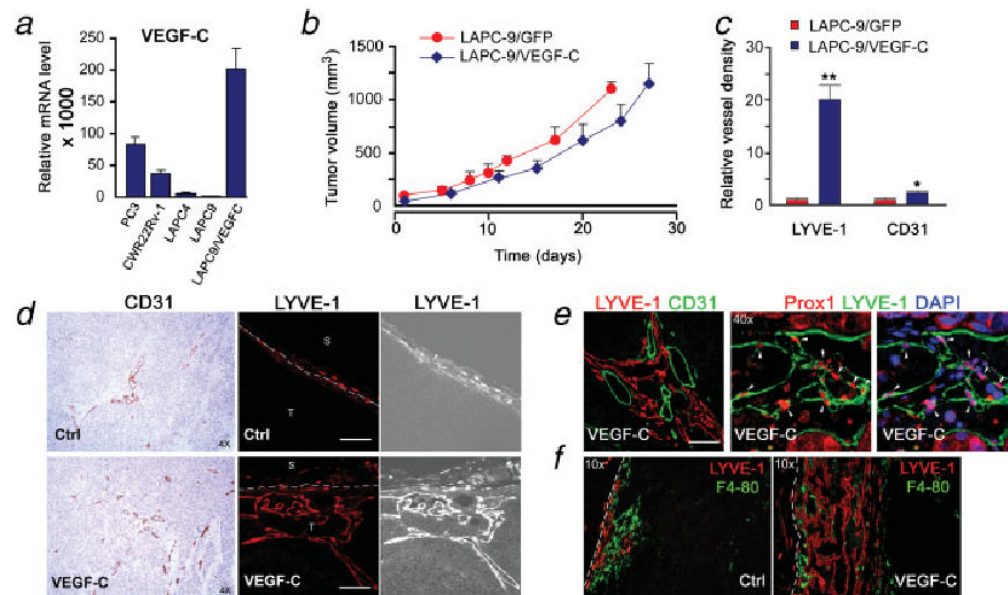 a
VEGF-C
Relative mRNA level
x 1000
250
200
150
100
50
0
PC3
CWR22Rv-1
LAPC4
LAPC9
LAPC9/VEGFC
b
LAPC-9/GFP
LAPC-9/VEGF-C
Tumor volume (mm³)
1500
1000
500
0
0
10
20
30
Time (days)
c
LAPC-9/GFP
LAPC-9/VEGF-C
Relative vessel density
30
20
10
0
**
*
LYVE-1
CD31
d
CD31
LYVE-1
LYVE-1
Ctrl
4X
S
T
Ctrl
VEGF-C
4X
S
T
VEGF-C
e
LYVE-1 CD31
Prox1 LYVE-1 DAPI
VEGF-C
40x
VEGF-C
VEGF-C
f
10x
LYVE-1
F4-80
Ctrl
10x
LYVE-1
F4-80
VEGF-C